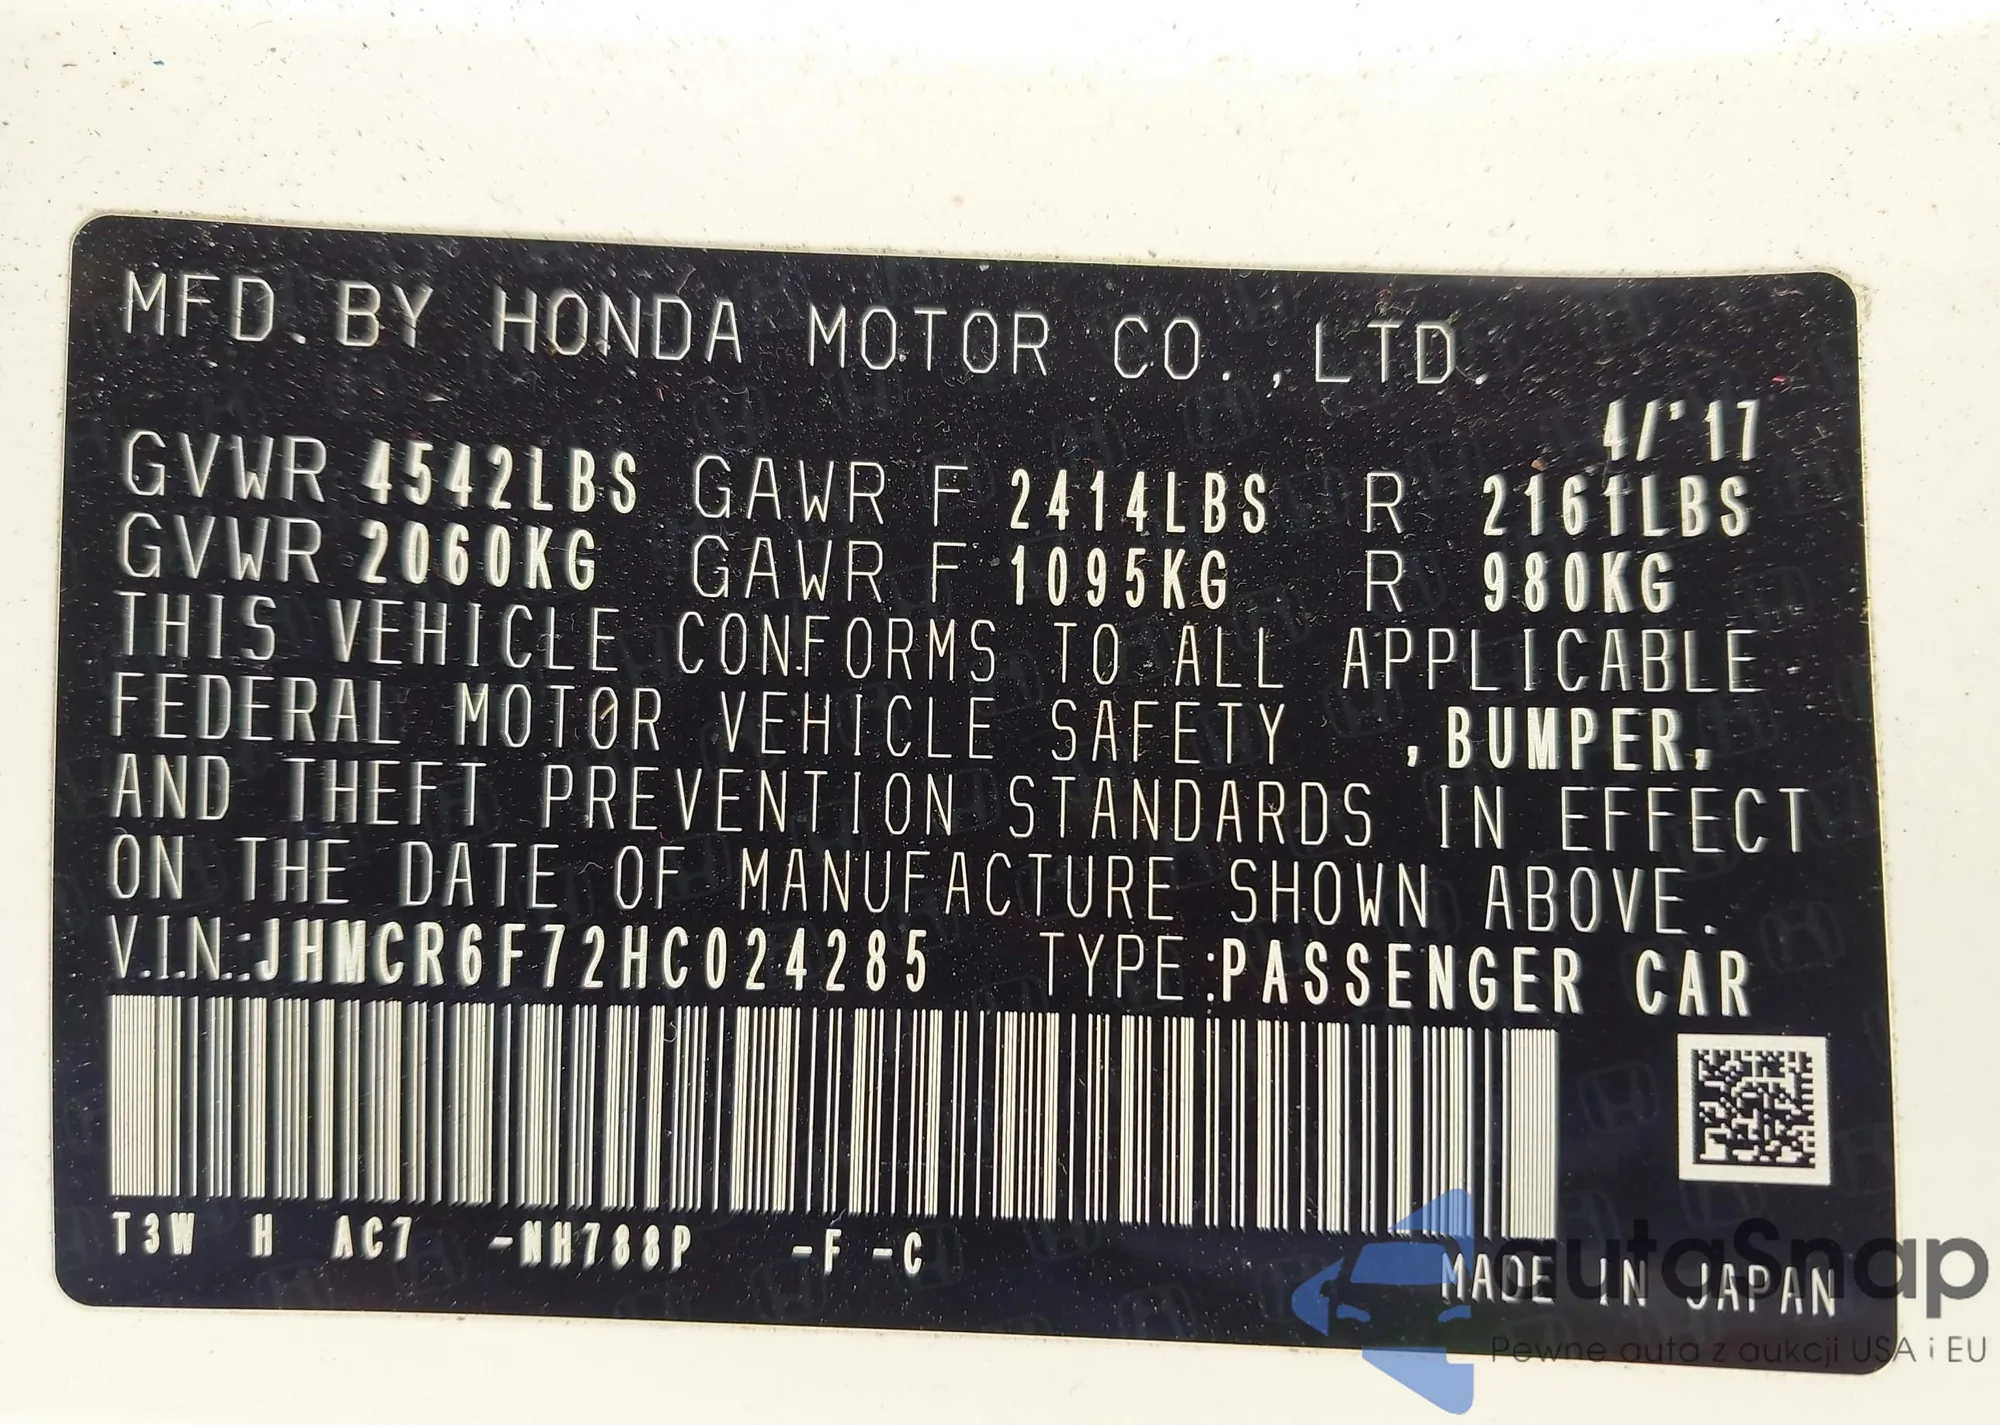 MFD. BY HONDA MOTOR CO.,LTD.
4/'17
GVWR 4542LBS GAWR F 2414LBS R 2161LBS
GVWR 2060KG GAWR F 1095KG R 980KG
THIS VEHICLE CONFORMS TO ALL APPLICABLE
FEDERAL MOTOR VEHICLE SAFETY ,BUMPER,
AND THEFT PREVENTION STANDARDS IN EFFECT
ON THE DATE OF MANUFACTURE SHOWN ABOVE.
V.I.N.:JHMCR6F72HC024285 TYPE:PASSENGER CAR
T3W H AC7 -NH788P -F -C
MADE IN JAPAN
autaSnap
Pewne auta z aukcji USA i EU